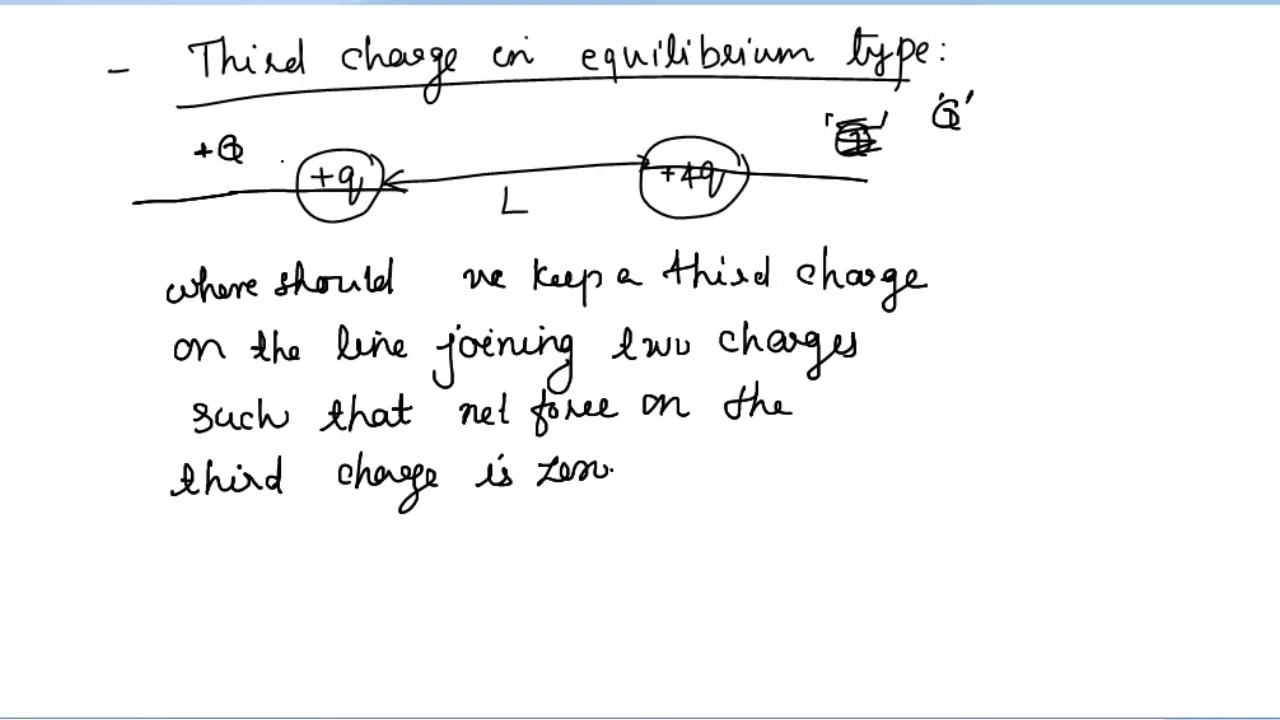 - Third charge in equilibrium type:
+Q 'Q'
+q L +4q
where should we keep a third charge
on the line joining two charges
such that net force on the
third charge is zero.